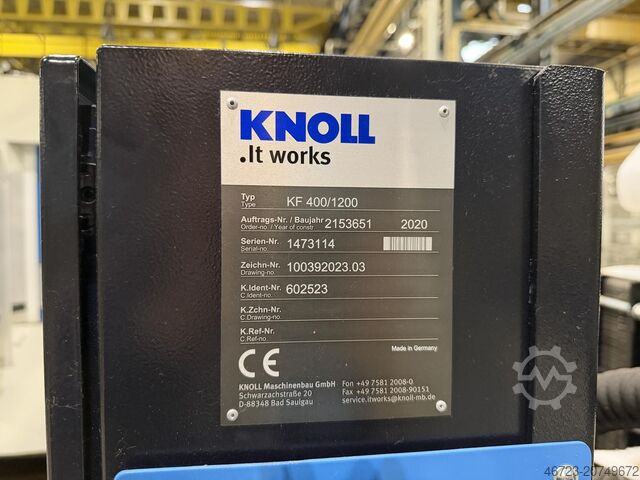 KNOLL
.It works
Typ KF 400/1200
Type
Auftrags-Nr. / Baujahr 2153651 2020
Order-no. / Year of constr.
Serien-Nr. 1473114
Serial-no.
Zeichn-Nr. 100392023.03
Drawing-no.
K.Ident-Nr. 602523
C.Ident-no.
K.Zchn-Nr.
C.Drawing-no.
K.Ref-Nr.
C.Ref-no.
CE
Made in Germany
KNOLL Maschinenbau GmbH Fon +49 7581 2008-0
Schwarzachstraße 20 Fax +49 7581 2008-90151
D-88348 Bad Saulgau service.itworks@knoll-mb.de
46723-20749672